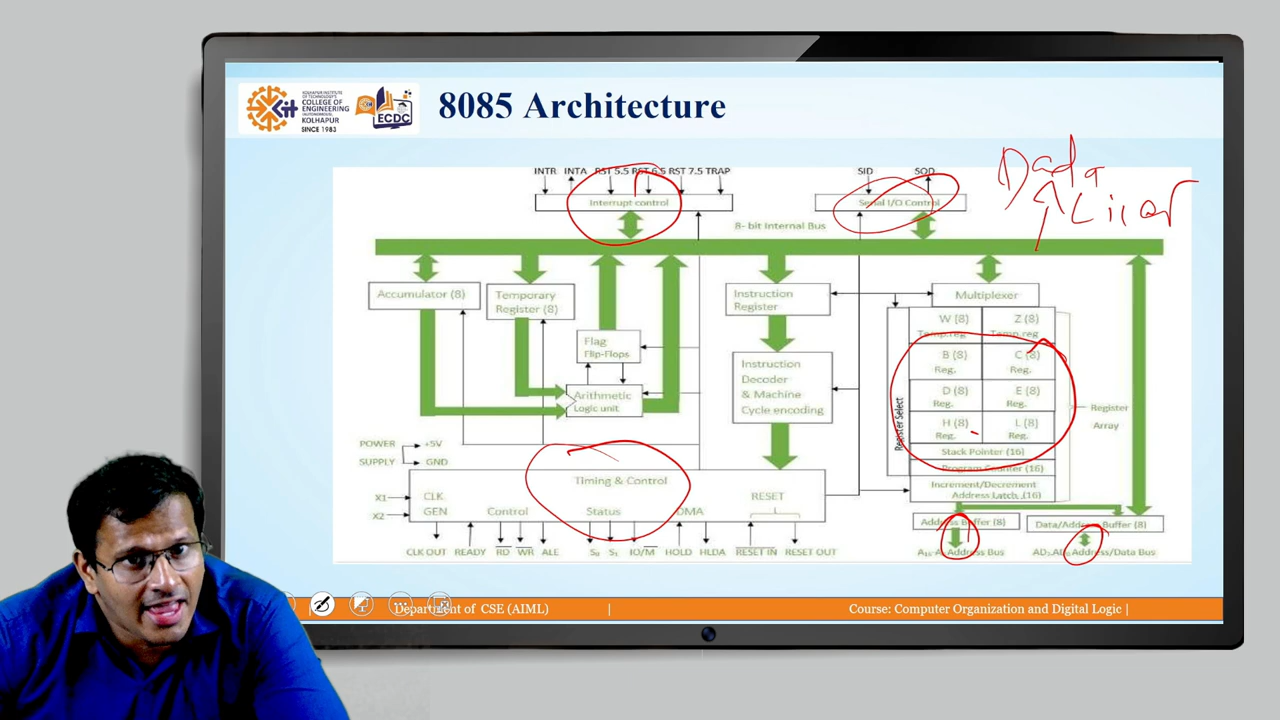 KOLHAPUR INSTITUTE
OF TECHNOLOGY'S
COLLEGE OF
ENGINEERING
(AUTONOMOUS),
KOLHAPUR
SINCE 1983
ECDC
8085 Architecture
INTR INTA RST 5.5 RST 6.5 RST 7.5 TRAP
SID SOD
Interrupt control
Serial I/O Control
8- bit Internal Bus
Accumulator (8)
Temporary
Register (8)
Flag
Flip-Flops
Arithmetic
Logic unit
Instruction
Register
Instruction
Decoder
& Machine
Cycle encoding
Multiplexer
W (8)
Temp.reg
Z (8)
Temp.reg
B (8)
Reg.
C (8)
Reg.
D (8)
Reg.
E (8)
Reg.
H (8)
Reg.
L (8)
Reg.
Stack Pointer (16)
Program Counter (16)
Increment/Decrement
Address Latch (16)
Register Select
Register
Array
POWER +5V
SUPPLY GND
X1
X2
CLK
GEN
Timing & Control
Control
Status
DMA
RESET
CLK OUT READY RD WR ALE S0 S1 IO/M HOLD HLDA RESET IN RESET OUT
Address Buffer (8)
Data/Address Buffer (8)
Address Bus
Address/Data Bus
Department of CSE (AIML) |
Course: Computer Organization and Digital Logic |